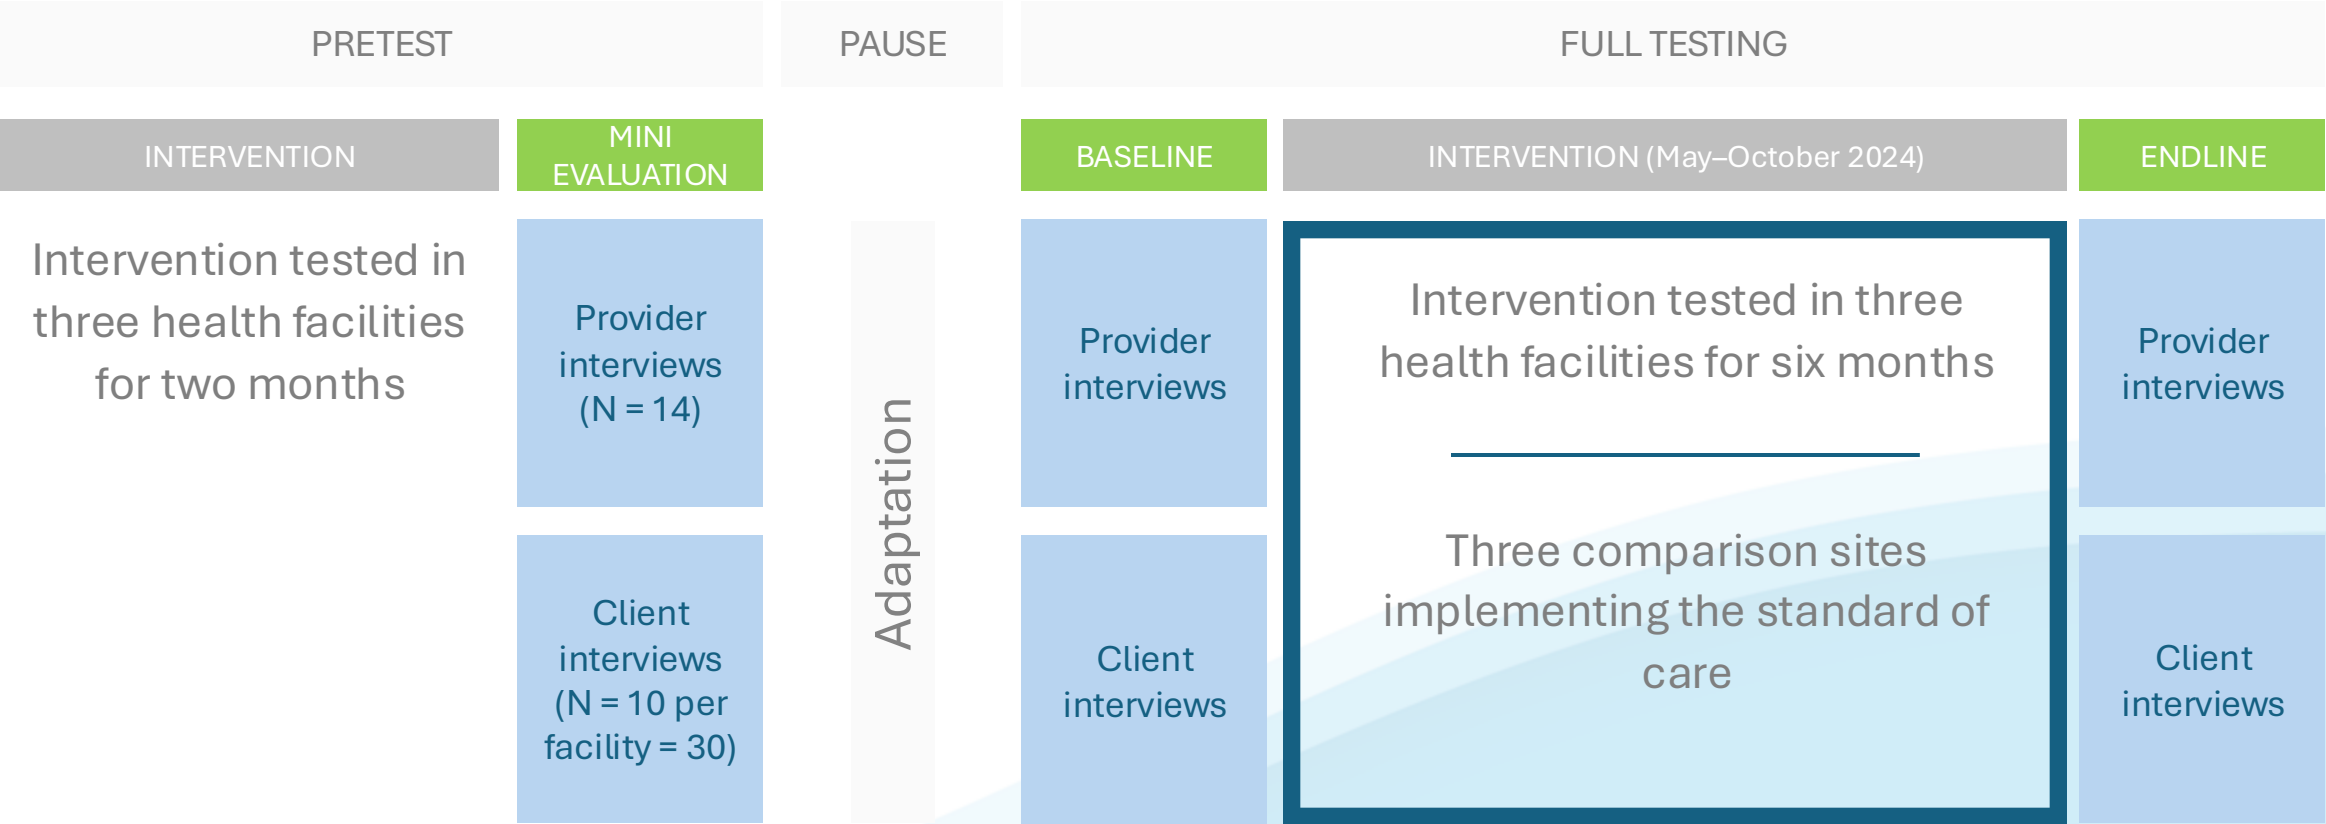 PRETEST
PAUSE
FULL TESTING
INTERVENTION
MINI
EVALUATION
BASELINE
INTERVENTION (May–October 2024)
ENDLINE
Intervention tested in
three health facilities
for two months
Provider
interviews
(N = 14)
Client
interviews
(N = 10 per
facility = 30)
Adaptation
Provider
interviews
Client
interviews
Intervention tested in three
health facilities for six months
Three comparison sites
implementing the standard of
care
Provider
interviews
Client
interviews